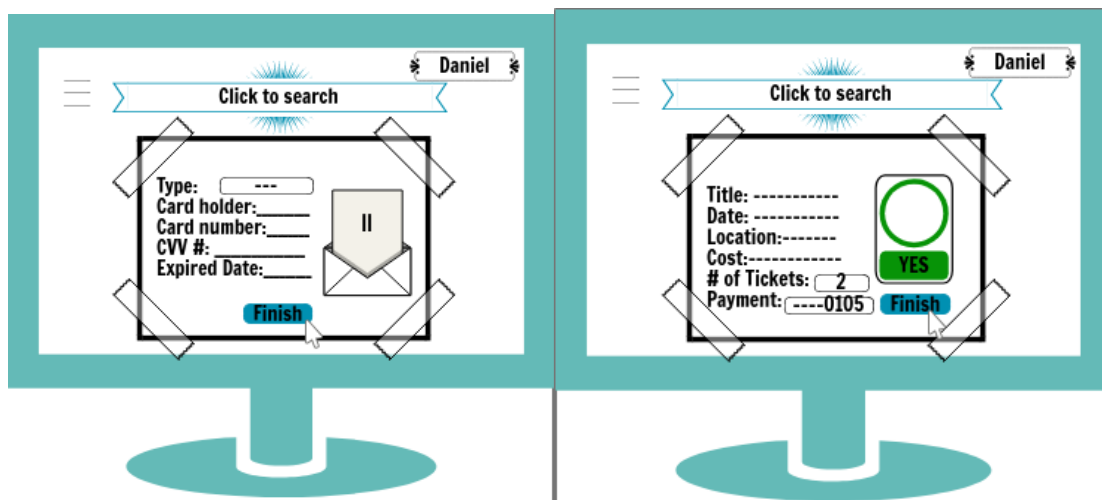 Daniel
Click to search
Type: ---
Card holder:______
Card number:_____
CVV #: __________
Expired Date:______
II
Finish
Daniel
Click to search
Title: -----------
Date: -----------
Location:-------
Cost:------------
# of Tickets: 2
Payment: ----0105
YES
Finish